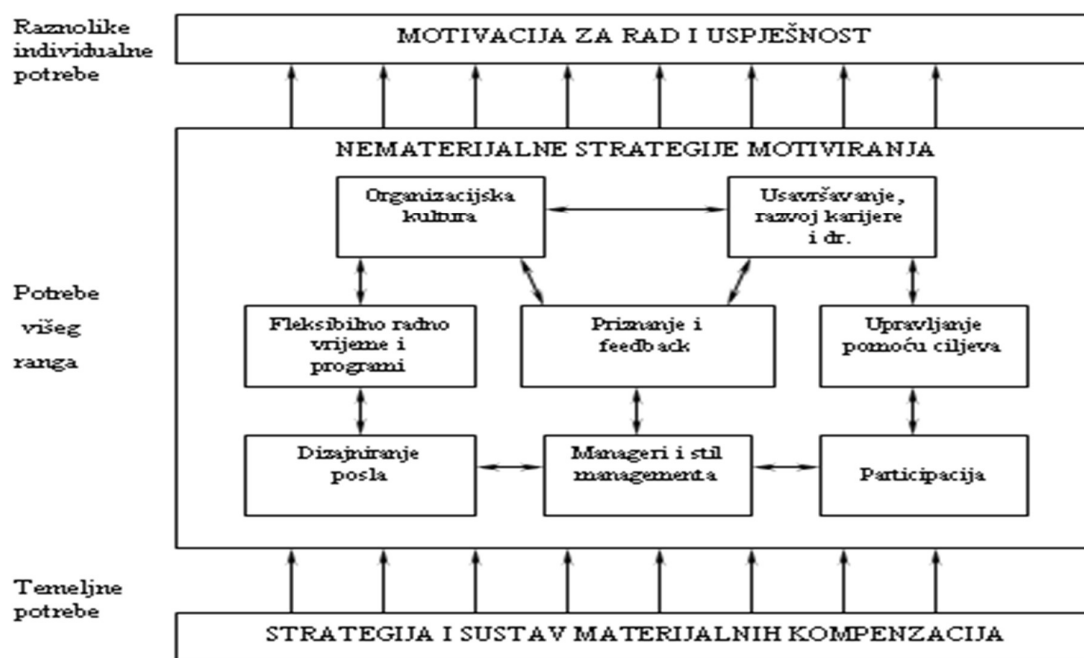 Raznolike
individualne
potrebe
MOTIVACIJA ZA RAD I USPJEŠNOST
NEMATERIJALNE STRATEGIJE MOTIVIRANJA
Organizacijska
kultura
Usavršavanje,
razvoj karijere
i dr.
Potrebe
višeg
ranga
Fleksibilno radno
vrijeme i
programi
Priznanje i
feedback
Upravljanje
pomoću ciljeva
Dizajniranje
posla
Manageri i stil
managementa
Participacija
Temeljne
potrebe
STRATEGIJA I SUSTAV MATERIJALNIH KOMPENZACIJA